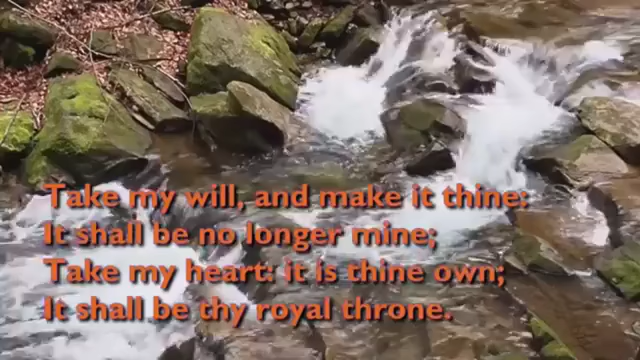 Take my will, and make it thine:
It shall be no longer mine;
Take my heart: it is thine own;
It shall be thy royal throne.